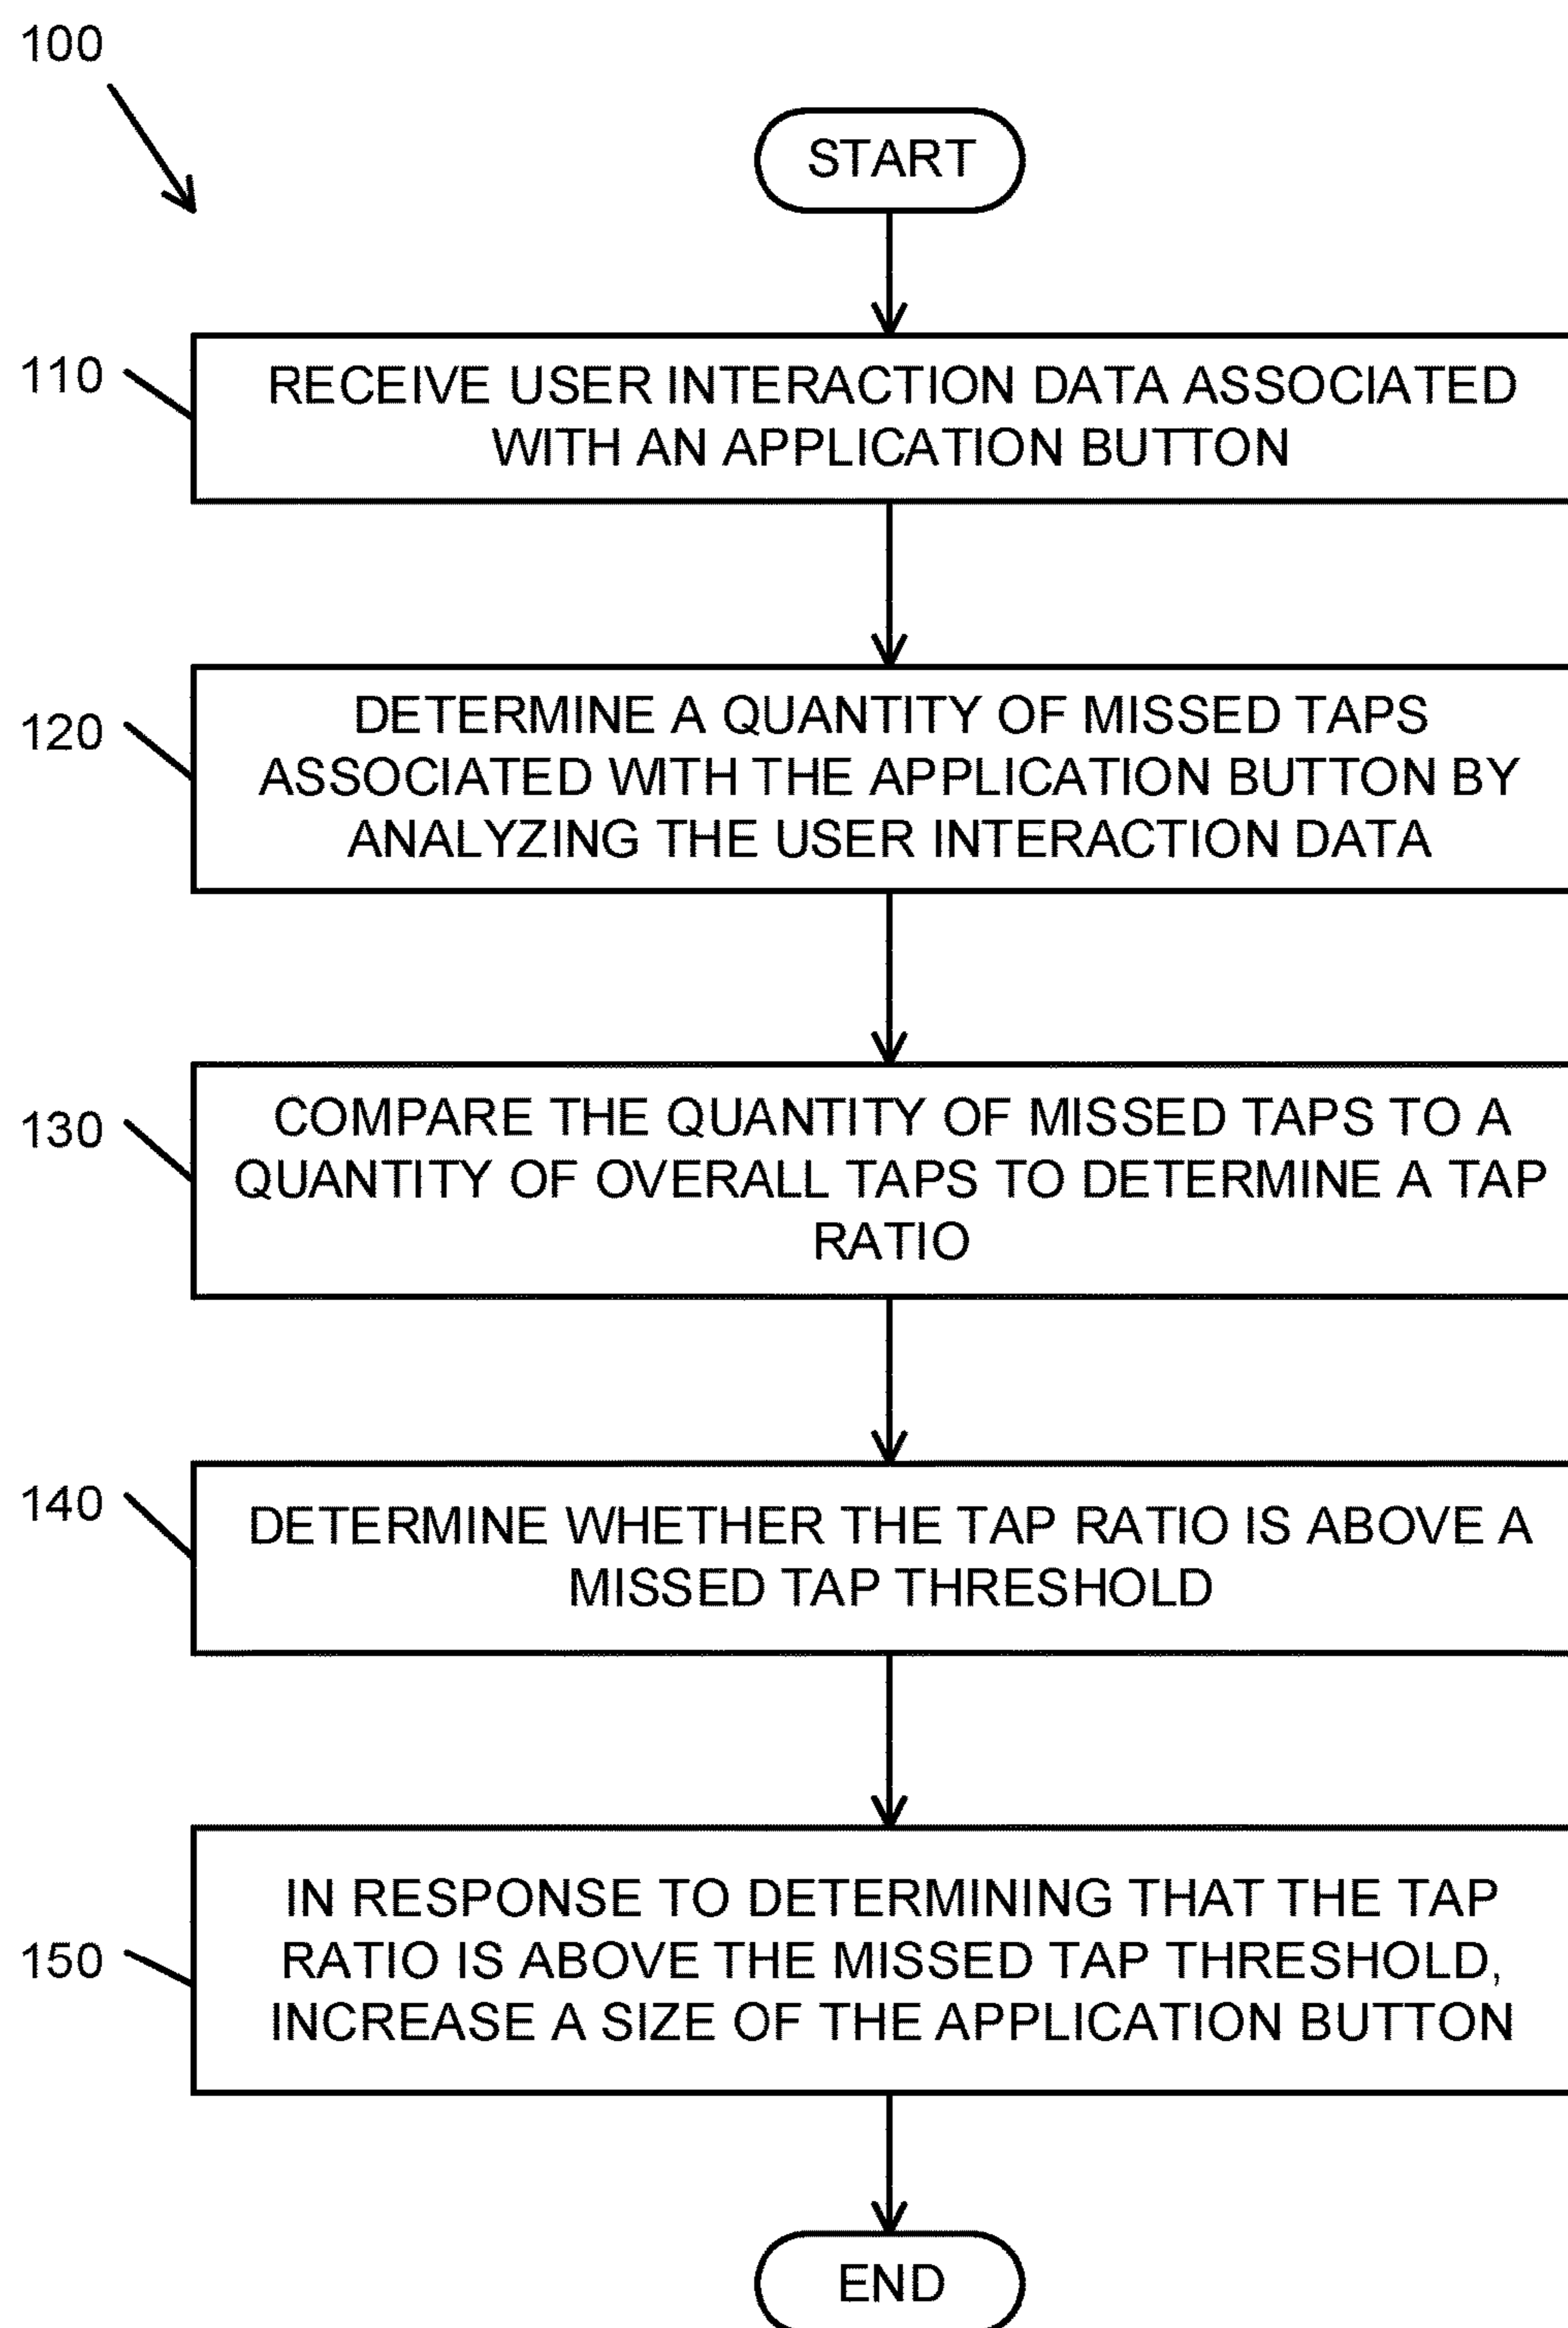 100
START
110
RECEIVE USER INTERACTION DATA ASSOCIATED
WITH AN APPLICATION BUTTON
120
DETERMINE A QUANTITY OF MISSED TAPS
ASSOCIATED WITH THE APPLICATION BUTTON BY
ANALYZING THE USER INTERACTION DATA
130
COMPARE THE QUANTITY OF MISSED TAPS TO A
QUANTITY OF OVERALL TAPS TO DETERMINE A TAP
RATIO
140
DETERMINE WHETHER THE TAP RATIO IS ABOVE A
MISSED TAP THRESHOLD
150
IN RESPONSE TO DETERMINING THAT THE TAP
RATIO IS ABOVE THE MISSED TAP THRESHOLD,
INCREASE A SIZE OF THE APPLICATION BUTTON
END